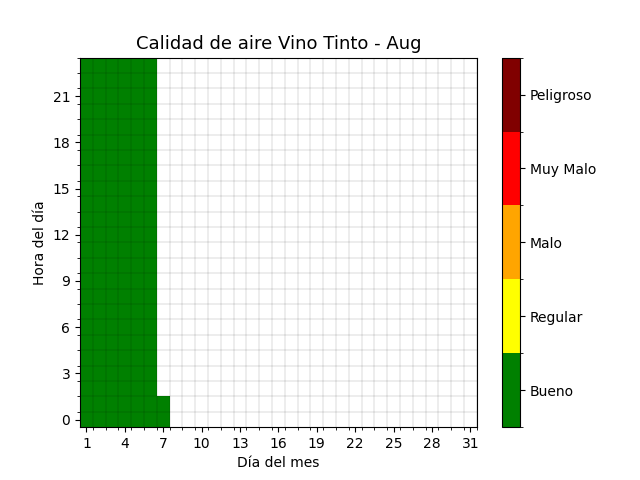 Calidad de aire Vino Tinto - Aug
Hora del día
21
18
15
12
9
6
3
0
1 4 7 10 13 16 19 22 25 28 31
Día del mes
Peligroso
Muy Malo
Malo
Regular
Bueno